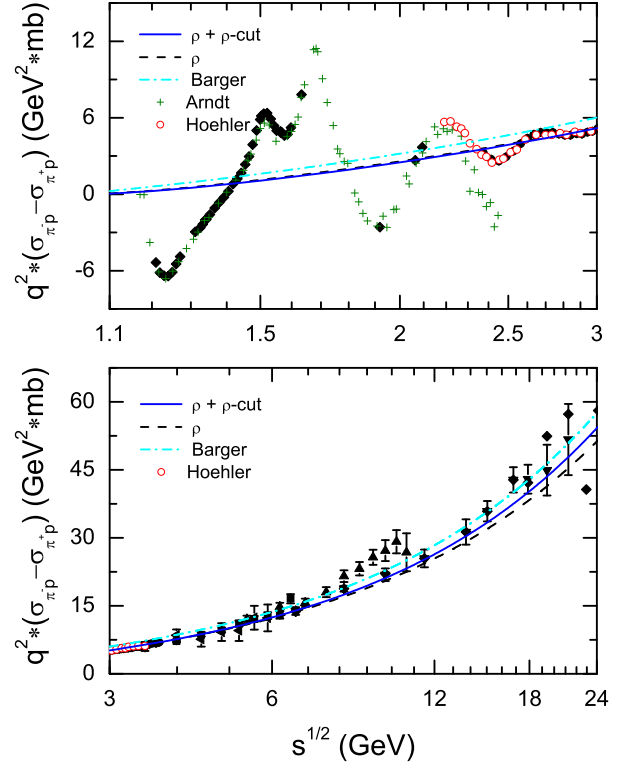 12
6
0
-6
q²*(σπ⁻p−σπ⁺p) (GeV²*mb)
ρ + ρ-cut
ρ
Barger
Arndt
Hoehler
1.1 1.5 2 2.5 3
60
45
30
15
0
q²*(σπ⁻p−σπ⁺p) (GeV²*mb)
ρ + ρ-cut
ρ
Barger
Hoehler
3 6 12 18 24
s^1/2 (GeV)